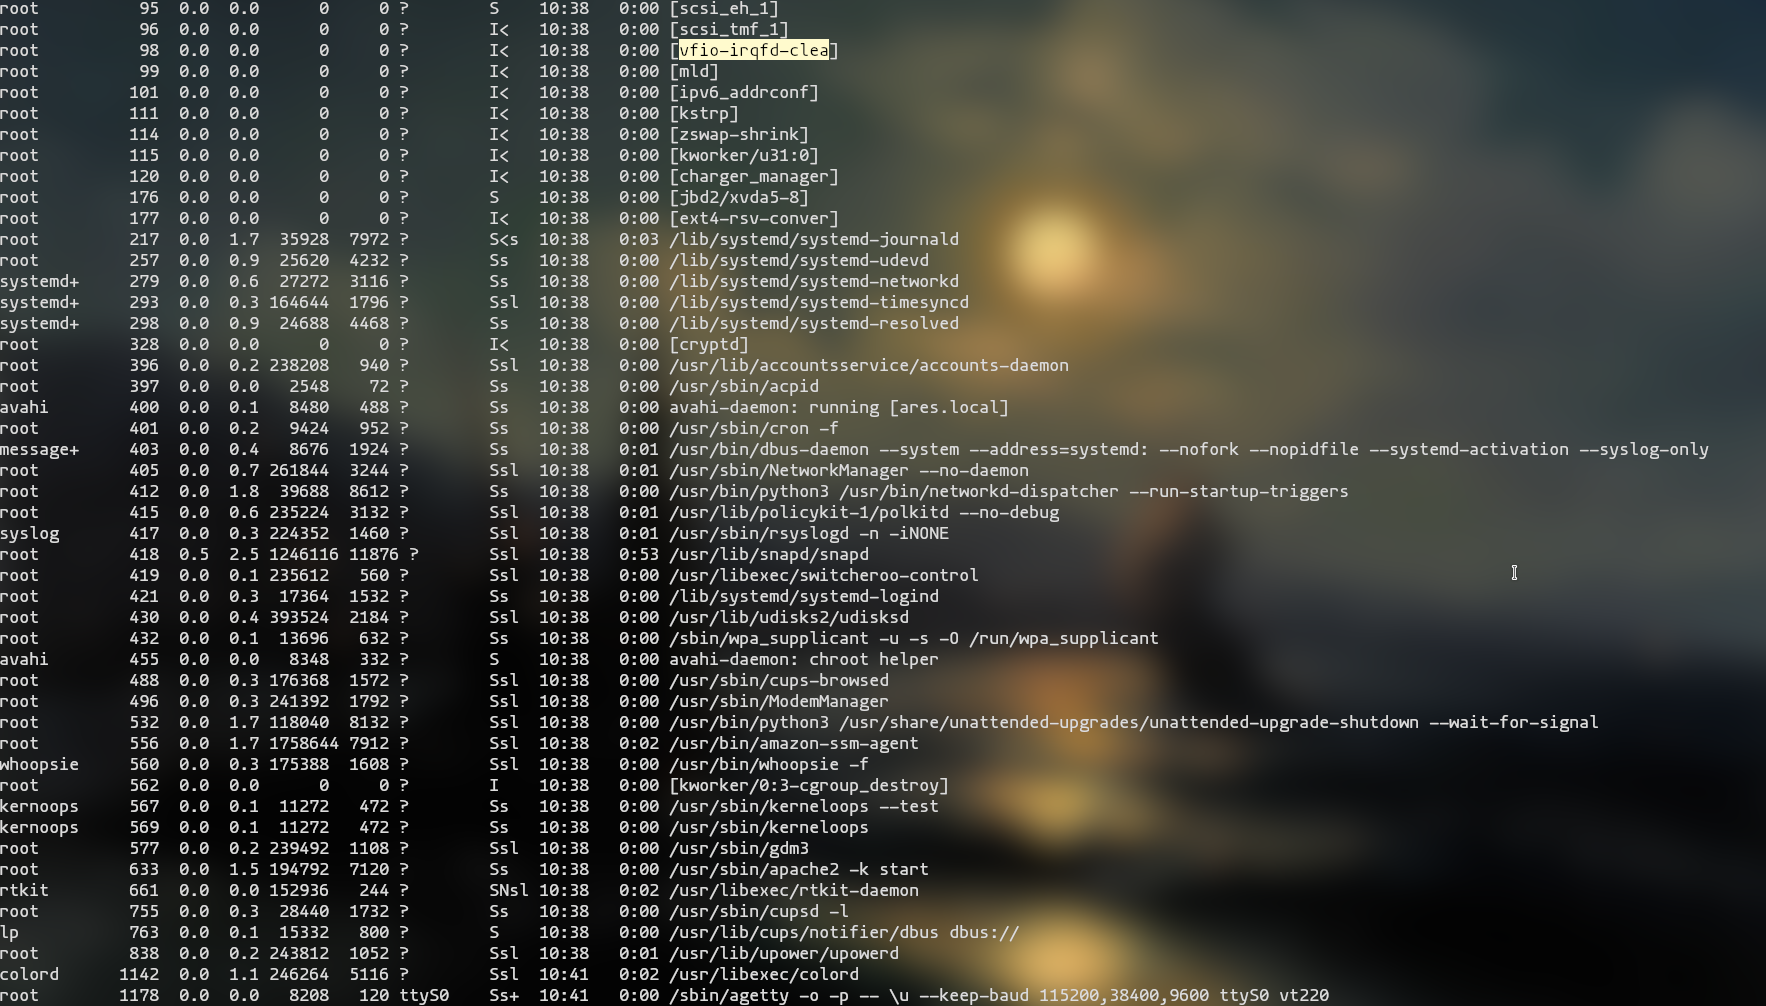 root 95 0.0 0.0 0 0 ? S 10:38 0:00 [scsi_eh_1]
root 96 0.0 0.0 0 0 ? I< 10:38 0:00 [scsi_tmf_1]
root 98 0.0 0.0 0 0 ? I< 10:38 0:00 [vfio-irqfd-clea]
root 99 0.0 0.0 0 0 ? I< 10:38 0:00 [mld]
root 101 0.0 0.0 0 0 ? I< 10:38 0:00 [ipv6_addrconf]
root 111 0.0 0.0 0 0 ? I< 10:38 0:00 [kstrp]
root 114 0.0 0.0 0 0 ? I< 10:38 0:00 [zswap-shrink]
root 115 0.0 0.0 0 0 ? I< 10:38 0:00 [kworker/u31:0]
root 120 0.0 0.0 0 0 ? I< 10:38 0:00 [charger_manager]
root 176 0.0 0.0 0 0 ? S 10:38 0:00 [jbd2/xvda5-8]
root 177 0.0 0.0 0 0 ? I< 10:38 0:00 [ext4-rsv-conver]
root 217 0.0 1.7 35928 7972 ? S<s 10:38 0:03 /lib/systemd/systemd-journald
root 257 0.0 0.9 25620 4232 ? Ss 10:38 0:00 /lib/systemd/systemd-udevd
systemd+ 279 0.0 0.6 27272 3116 ? Ss 10:38 0:00 /lib/systemd/systemd-networkd
systemd+ 293 0.0 0.3 164644 1796 ? Ssl 10:38 0:00 /lib/systemd/systemd-timesyncd
systemd+ 298 0.0 0.9 24688 4468 ? Ss 10:38 0:00 /lib/systemd/systemd-resolved
root 328 0.0 0.0 0 0 ? I< 10:38 0:00 [cryptd]
root 396 0.0 0.2 238208 940 ? Ssl 10:38 0:00 /usr/lib/accountsservice/accounts-daemon
root 397 0.0 0.0 2548 72 ? Ss 10:38 0:00 /usr/sbin/acpid
avahi 400 0.0 0.1 8480 488 ? Ss 10:38 0:00 avahi-daemon: running [ares.local]
root 401 0.0 0.2 9424 952 ? Ss 10:38 0:00 /usr/sbin/cron -f
message+ 403 0.0 0.4 8676 1924 ? Ss 10:38 0:01 /usr/bin/dbus-daemon --system --address=systemd: --nofork --nopidfile --systemd-activation --syslog-only
root 405 0.0 0.7 261844 3244 ? Ssl 10:38 0:01 /usr/sbin/NetworkManager --no-daemon
root 412 0.0 1.8 39688 8612 ? Ss 10:38 0:00 /usr/bin/python3 /usr/bin/networkd-dispatcher --run-startup-triggers
root 415 0.0 0.6 235224 3132 ? Ssl 10:38 0:01 /usr/lib/policykit-1/polkitd --no-debug
syslog 417 0.0 0.3 224352 1460 ? Ssl 10:38 0:01 /usr/sbin/rsyslogd -n -iNONE
root 418 0.5 2.5 1246116 11876 ? Ssl 10:38 0:53 /usr/lib/snapd/snapd
root 419 0.0 0.1 235612 560 ? Ssl 10:38 0:00 /usr/libexec/switcheroo-control
root 421 0.0 0.3 17364 1532 ? Ss 10:38 0:00 /lib/systemd/systemd-logind
root 430 0.0 0.4 393524 2184 ? Ssl 10:38 0:00 /usr/lib/udisks2/udisksd
root 432 0.0 0.1 13696 632 ? Ss 10:38 0:00 /sbin/wpa_supplicant -u -s -O /run/wpa_supplicant
avahi 455 0.0 0.0 8348 332 ? S 10:38 0:00 avahi-daemon: chroot helper
root 488 0.0 0.3 176368 1572 ? Ssl 10:38 0:00 /usr/sbin/cups-browsed
root 496 0.0 0.3 241392 1792 ? Ssl 10:38 0:00 /usr/sbin/ModemManager
root 532 0.0 1.7 118040 8132 ? Ssl 10:38 0:00 /usr/bin/python3 /usr/share/unattended-upgrades/unattended-upgrade-shutdown --wait-for-signal
root 556 0.0 1.7 1758644 7912 ? Ssl 10:38 0:02 /usr/bin/amazon-ssm-agent
whoopsie 560 0.0 0.3 175388 1608 ? Ssl 10:38 0:00 /usr/bin/whoopsie -f
root 562 0.0 0.0 0 0 ? I 10:38 0:00 [kworker/0:3-cgroup_destroy]
kernoops 567 0.0 0.1 11272 472 ? Ss 10:38 0:00 /usr/sbin/kerneloops --test
kernoops 569 0.0 0.1 11272 472 ? Ss 10:38 0:00 /usr/sbin/kerneloops
root 577 0.0 0.2 239492 1108 ? Ssl 10:38 0:00 /usr/sbin/gdm3
root 633 0.0 1.5 194792 7120 ? Ss 10:38 0:00 /usr/sbin/apache2 -k start
rtkit 661 0.0 0.0 152936 244 ? SNsl 10:38 0:02 /usr/libexec/rtkit-daemon
root 755 0.0 0.3 28440 1732 ? Ss 10:38 0:00 /usr/sbin/cupsd -l
lp 763 0.0 0.1 15332 800 ? S 10:38 0:00 /usr/lib/cups/notifier/dbus dbus://
root 838 0.0 0.2 243812 1052 ? Ssl 10:38 0:01 /usr/lib/upower/upowerd
colord 1142 0.0 1.1 246264 5116 ? Ssl 10:41 0:02 /usr/libexec/colord
root 1178 0.0 0.0 8208 120 ttyS0 Ss+ 10:41 0:00 /sbin/agetty -o -p -- \u --keep-baud 115200,38400,9600 ttyS0 vt220